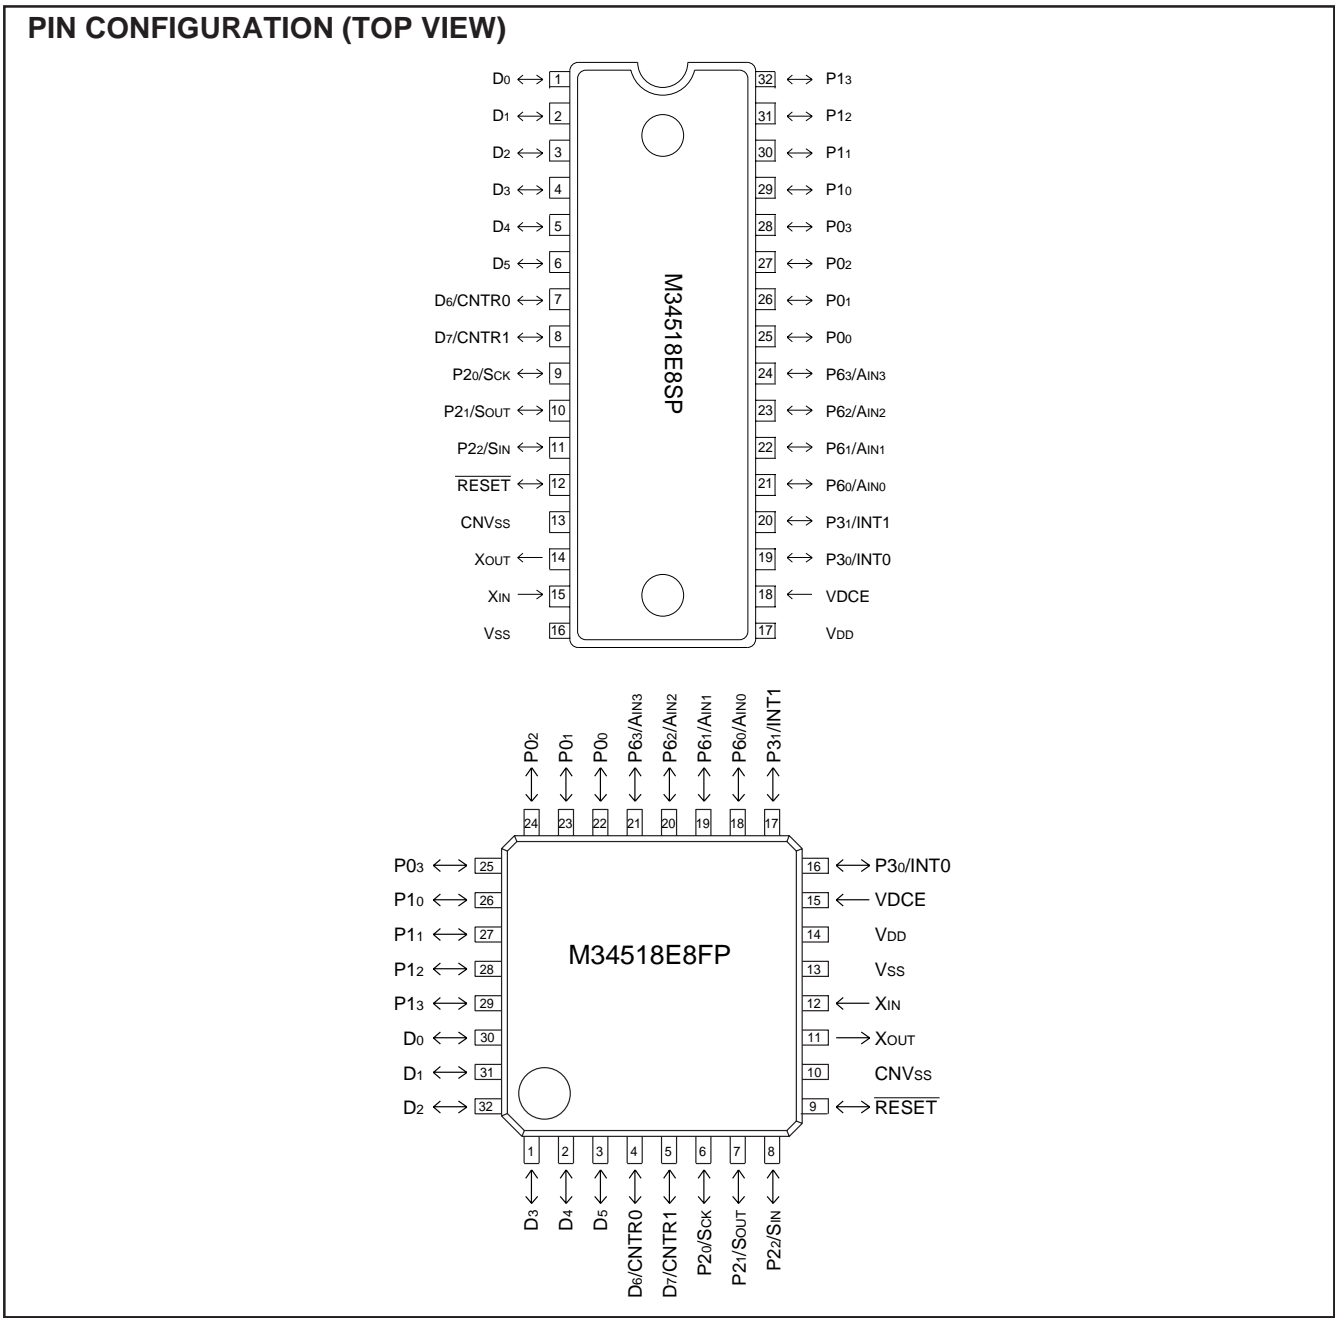 PIN CONFIGURATION (TOP VIEW)
D0 1 32 P13
D1 2 31 P12
D2 3 30 P11
D3 4 29 P10
D4 5 28 P03
D5 6 27 P02
D6/CNTR0 7 26 P01
D7/CNTR1 8 25 P00
P20/SCK 9 24 P63/AIN3
P21/SOUT 10 23 P62/AIN2
P22/SIN 11 22 P61/AIN1
RESET 12 21 P60/AIN0
CNVSS 13 20 P31/INT1
XOUT 14 19 P30/INT0
XIN 15 18 VDCE
VSS 16 17 VDD
M34518E8SP
P02 P01 P00 P63/AIN3 P62/AIN2 P61/AIN1 P60/AIN0 P31/INT1
24 23 22 21 20 19 18 17
P03 25 16 P30/INT0
P10 26 15 VDCE
P11 27 14 VDD
P12 28 13 VSS
P13 29 12 XIN
D0 30 11 XOUT
D1 31 10 CNVSS
D2 32 9 RESET
M34518E8FP
1 2 3 4 5 6 7 8
D3 D4 D5 D6/CNTR0 D7/CNTR1 P20/SCK P21/SOUT P22/SIN